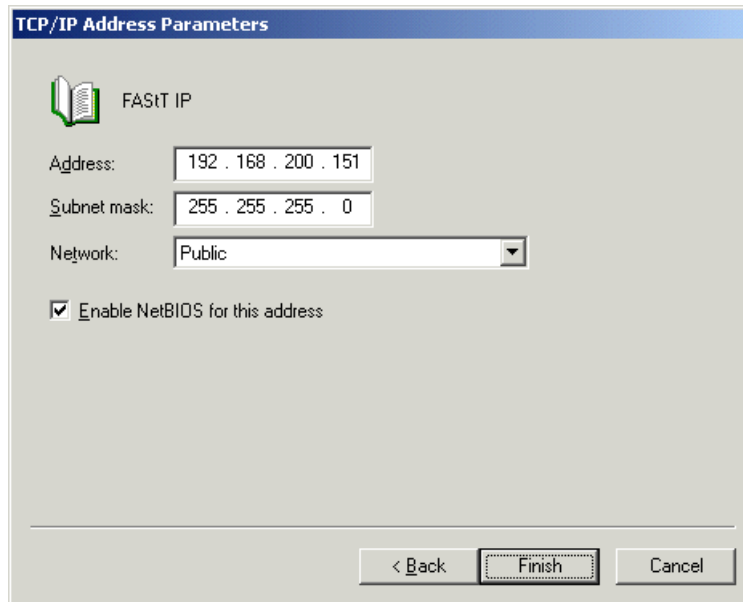 TCP/IP Address Parameters
FAStT IP
Address: 192 . 168 . 200 . 151
Subnet mask: 255 . 255 . 255 . 0
Network: Public
Enable NetBIOS for this address
< Back Finish Cancel